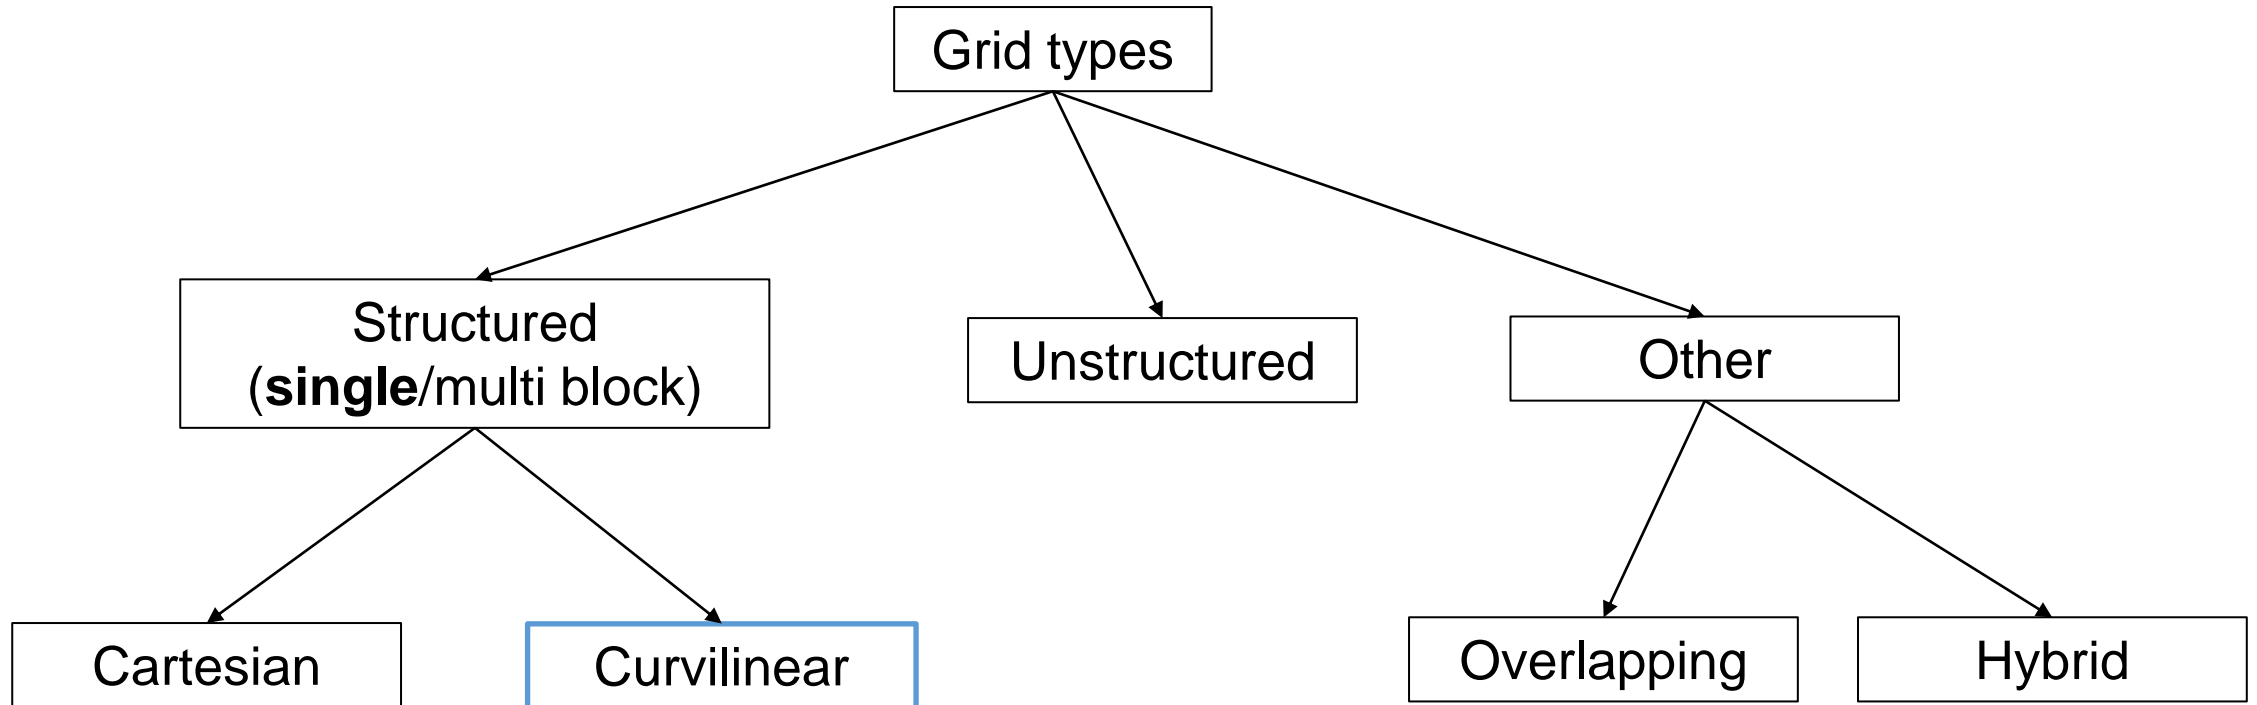 Grid types
Structured
(single/multi block)
Unstructured
Other
Cartesian
Curvilinear
Overlapping
Hybrid